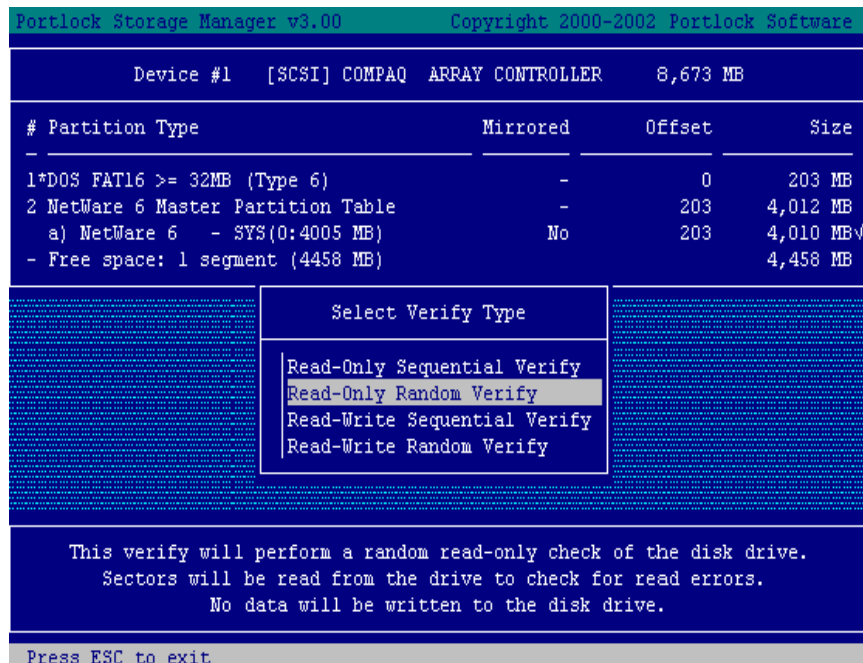 Portlock Storage Manager v3.00 Copyright 2000-2002 Portlock Software
Device #1 [SCSI] COMPAQ ARRAY CONTROLLER 8,673 MB
# Partition Type Mirrored Offset Size
1*DOS FAT16 >= 32MB (Type 6) - 0 203 MB
2 NetWare 6 Master Partition Table - 203 4,012 MB
a) NetWare 6 - SYS(0:4005 MB) No 203 4,010 MB√
- Free space: 1 segment (4458 MB) 4,458 MB
Select Verify Type
Read-Only Sequential Verify
Read-Only Random Verify
Read-Write Sequential Verify
Read-Write Random Verify
This verify will perform a random read-only check of the disk drive.
Sectors will be read from the drive to check for read errors.
No data will be written to the disk drive.
Press ESC to exit